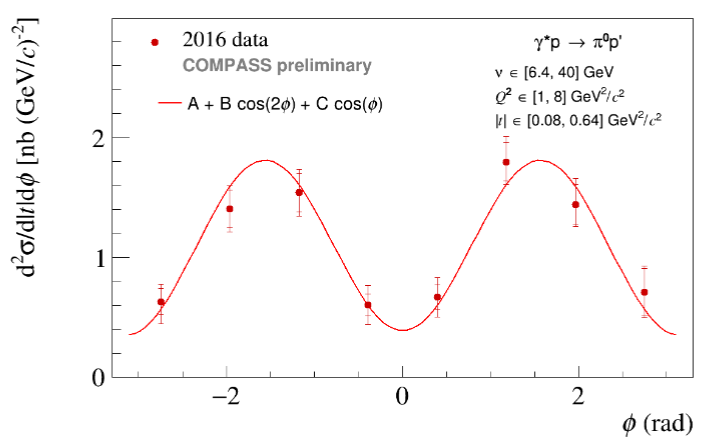 2016 data
COMPASS preliminary
A + B cos(2ϕ) + C cos(ϕ)
γ*p → π⁰p'
ν ∈ [6.4, 40] GeV
Q² ∈ [1, 8] GeV²/c²
|t| ∈ [0.08, 0.64] GeV²/c²
d²σ/d|t|dϕ [nb (GeV/c)⁻²]
2
1
0
−2 0 2
ϕ (rad)